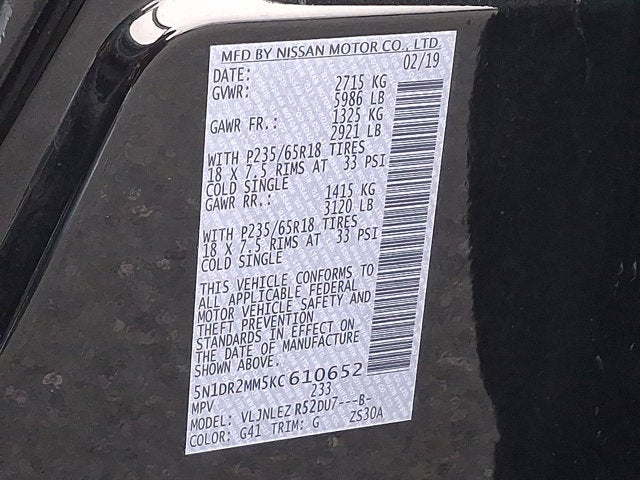 MFD BY NISSAN MOTOR CO., LTD.
DATE: 02/19
GVWR: 2715 KG
5986 LB
GAWR FR.: 1325 KG
2921 LB
WITH P235/65R18 TIRES
18 X 7.5 RIMS AT 33 PSI
COLD SINGLE
GAWR RR.: 1415 KG
3120 LB
WITH P235/65R18 TIRES
18 X 7.5 RIMS AT 33 PSI
COLD SINGLE
THIS VEHICLE CONFORMS TO
ALL APPLICABLE FEDERAL
MOTOR VEHICLE SAFETY AND
THEFT PREVENTION
STANDARDS IN EFFECT ON
THE DATE OF MANUFACTURE
SHOWN ABOVE.
5N1DR2MM5KC610652
MPV 233
MODEL: VLJNLEZ R52DU7---B-
COLOR: G41 TRIM: G ZS30A